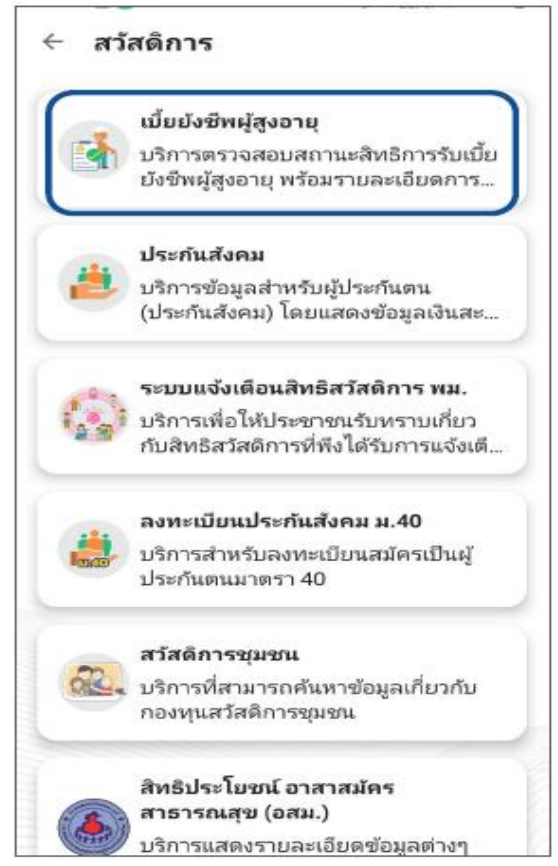 ← สวัสดิการ
เบี้ยยังชีพผู้สูงอายุ
บริการตรวจสอบสถานะสิทธิการรับเบี้ย
ยังชีพผู้สูงอายุ พร้อมรายละเอียดการ...
ประกันสังคม
บริการข้อมูลสำหรับผู้ประกันตน
(ประกันสังคม) โดยแสดงข้อมูลเงินสะ...
ระบบแจ้งเตือนสิทธิสวัสดิการ พม.
บริการเพื่อให้ประชาชนรับทราบเกี่ยว
กับสิทธิสวัสดิการที่พึงได้รับการแจ้งเตื...
ลงทะเบียนประกันสังคม ม.40
ม.40
บริการสำหรับลงทะเบียนสมัครเป็นผู้
ประกันตนมาตรา 40
สวัสดิการชุมชน
บริการที่สามารถค้นหาข้อมูลเกี่ยวกับ
กองทุนสวัสดิการชุมชน
สิทธิประโยชน์ อาสาสมัคร
สาธารณสุข (อสม.)
บริการแสดงรายละเอียดข้อมูลต่างๆ